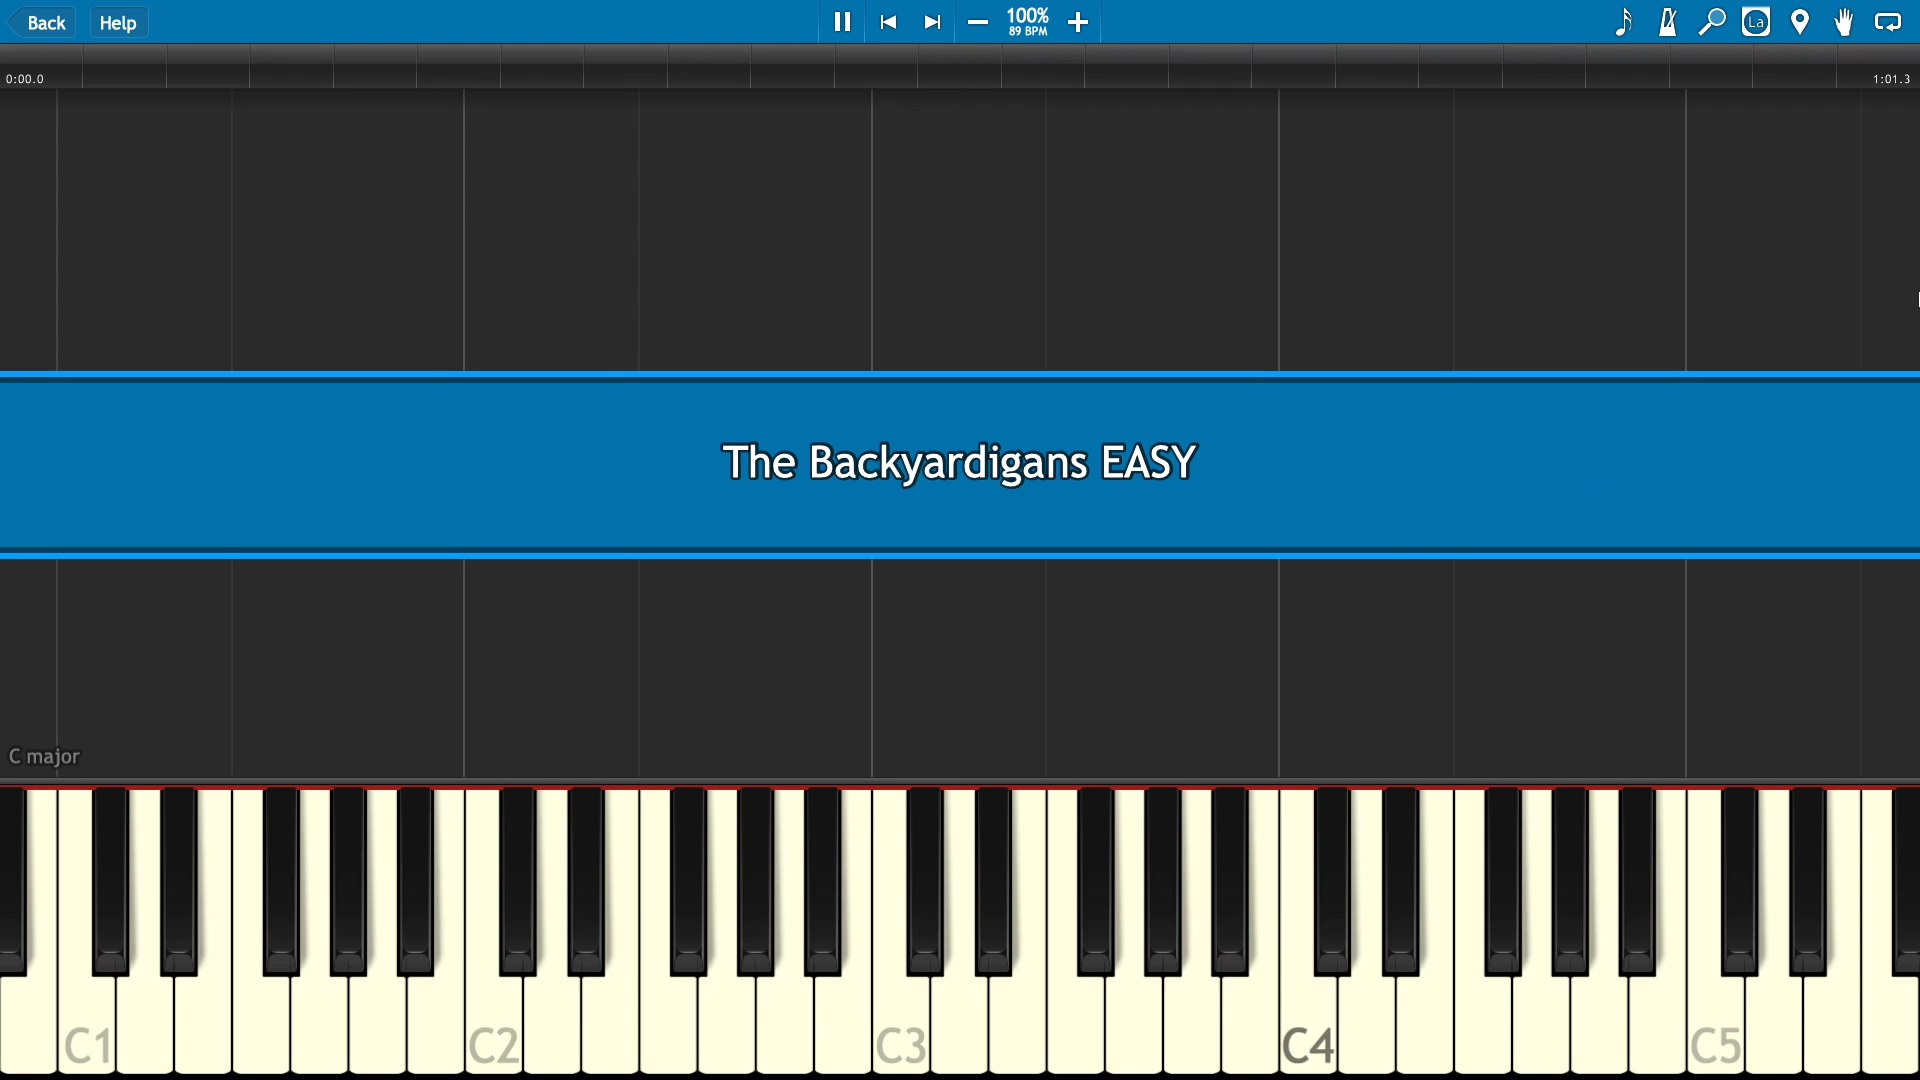 Back
Help
100%
89 BPM
La
0:00.0
1:01.3
The Backyardigans EASY
C major
C1
C2
C3
C4
C5